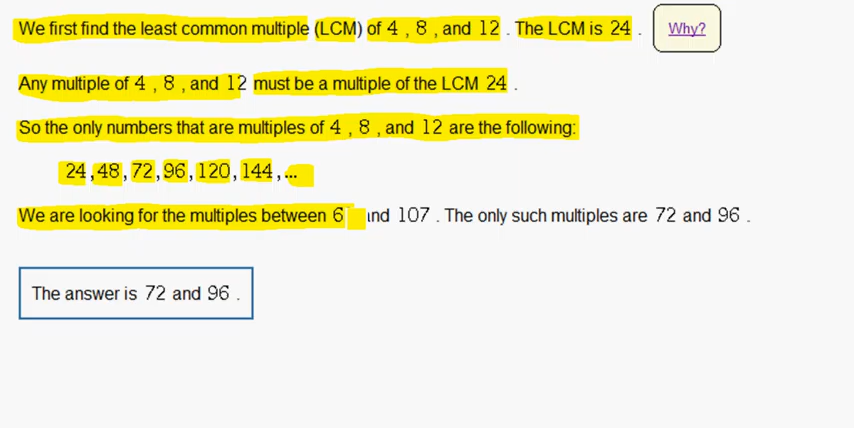 We first find the least common multiple (LCM) of 4 , 8 , and 12 . The LCM is 24 . Why?
Any multiple of 4 , 8 , and 12 must be a multiple of the LCM 24 .
So the only numbers that are multiples of 4 , 8 , and 12 are the following:
24, 48, 72, 96, 120, 144, ...
We are looking for the multiples between and 107 . The only such multiples are 72 and 96 .
The answer is 72 and 96 .